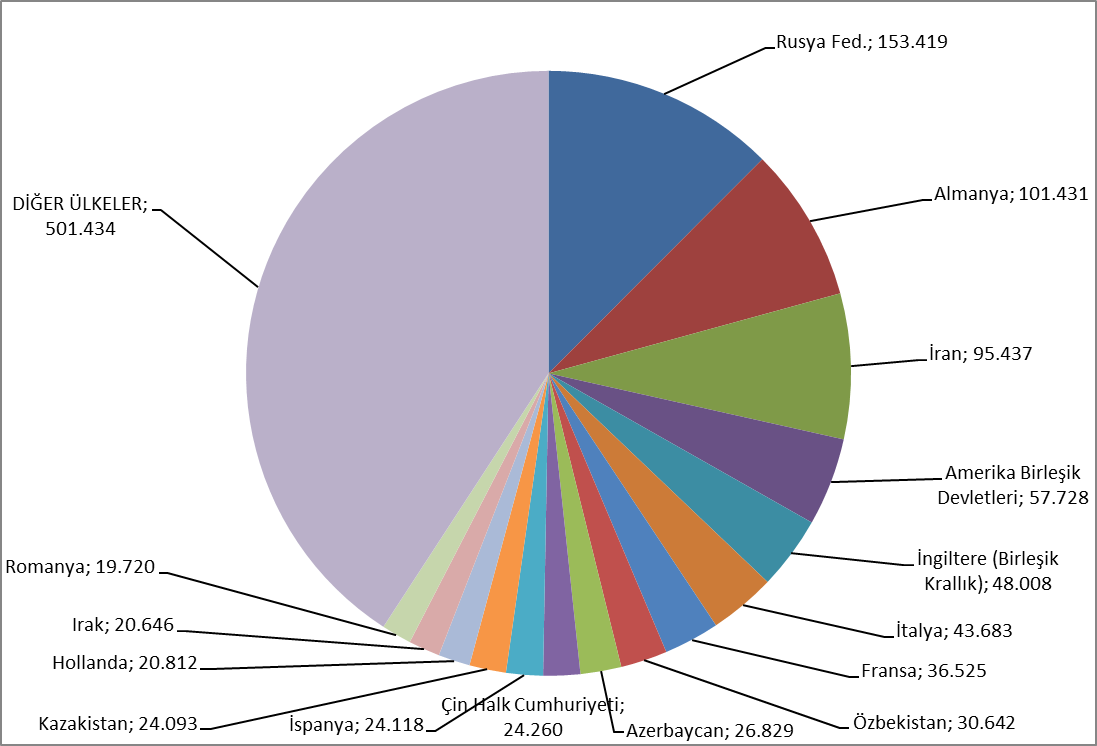 Rusya Fed.; 153.419
Almanya; 101.431
İran; 95.437
Amerika Birleşik
Devletleri; 57.728
İngiltere (Birleşik
Krallık); 48.008
İtalya; 43.683
Fransa; 36.525
Özbekistan; 30.642
Azerbaycan; 26.829
Çin Halk Cumhuriyeti;
24.260
İspanya; 24.118
Kazakistan; 24.093
Hollanda; 20.812
Irak; 20.646
Romanya; 19.720
DİĞER ÜLKELER;
501.434